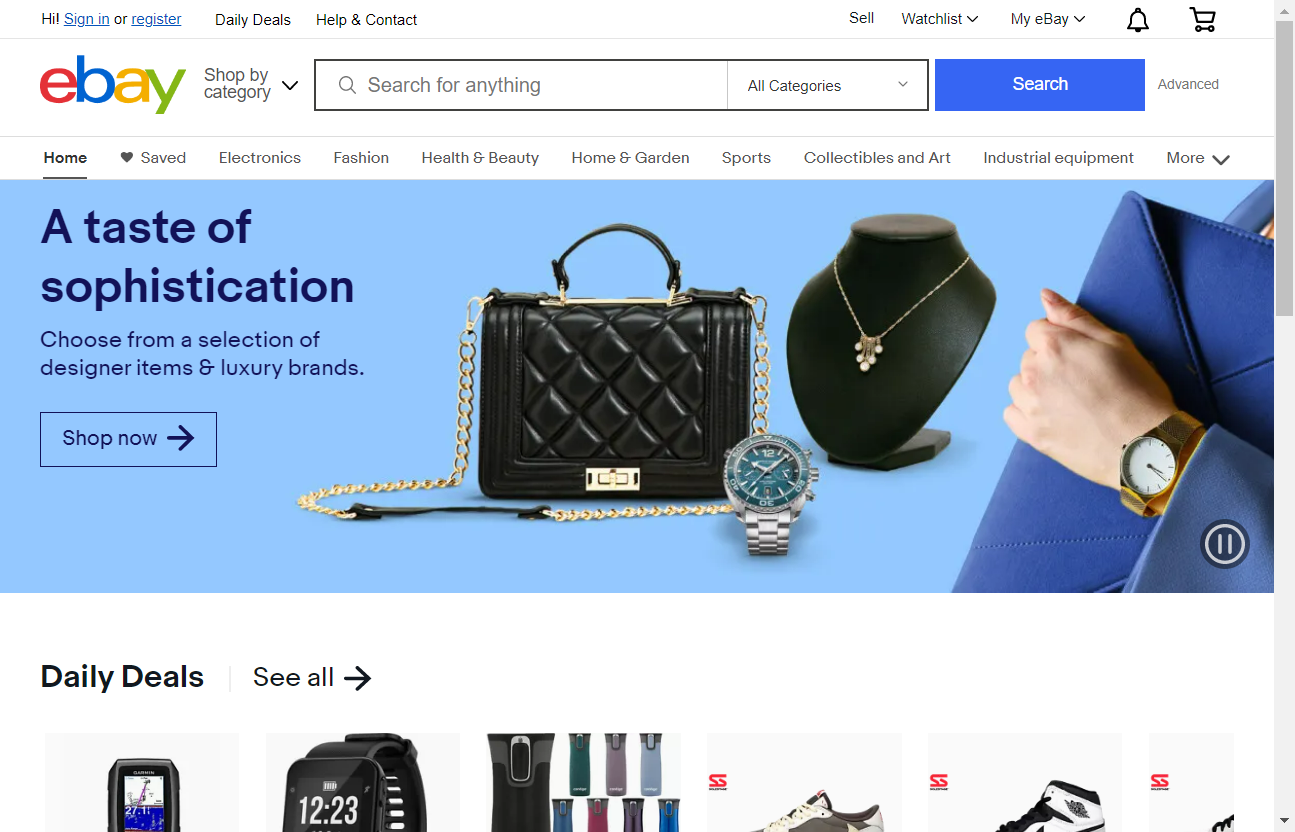 Hi! Sign in or register Daily Deals Help & Contact Sell Watchlist My eBay
ebay
Shop by
category
Search for anything
All Categories
Search
Advanced
Home Saved Electronics Fashion Health & Beauty Home & Garden Sports Collectibles and Art Industrial equipment More
A taste of
sophistication
Choose from a selection of
designer items & luxury brands.
Shop now
Daily Deals See all
GARMIN
12:23
SS
SS
SS